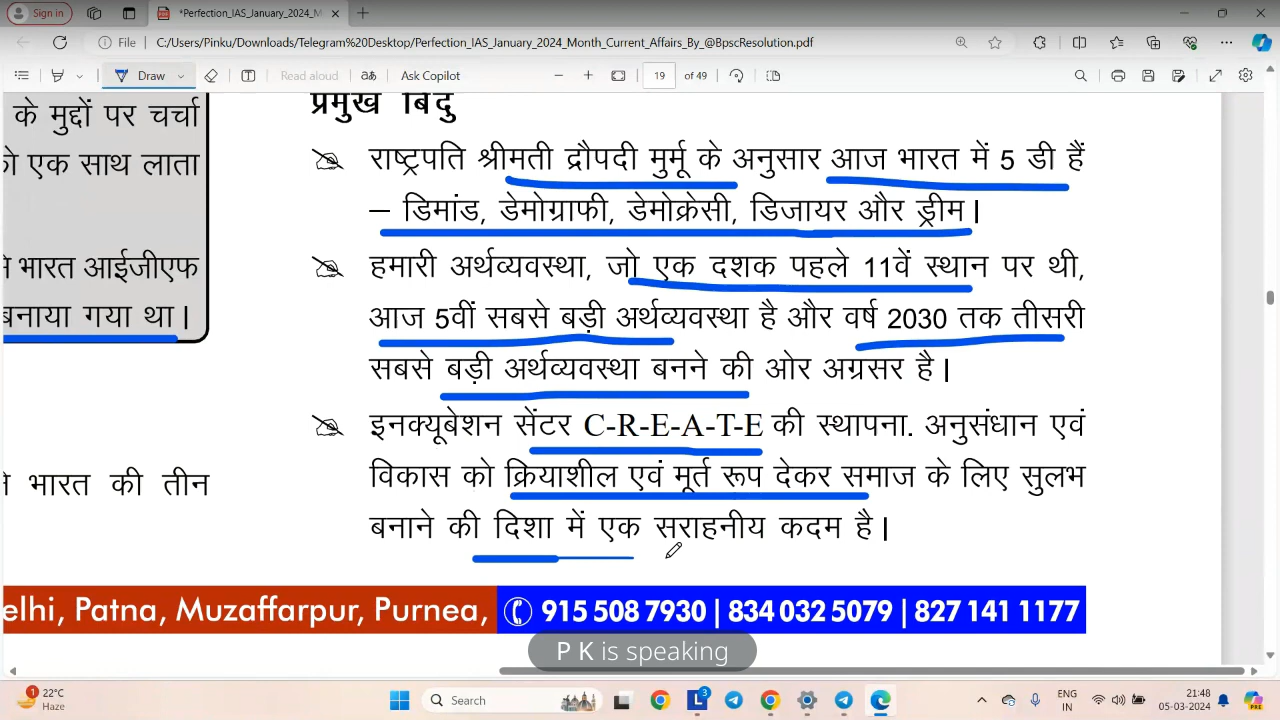 Sign in
*Perfection_IAS_January_2024_M
File C:/Users/Pinku/Downloads/Telegram%20Desktop/Perfection_IAS_January_2024_Month_Current_Affairs_By_@BpscResolution.pdf
Draw Read aloud Ask Copilot 19 of 49
के मुद्दों पर चर्चा
को एक साथ लाता
भारत आईजीएफ
बनाया गया था।
भारत की तीन
प्रमुख बिंदु
राष्ट्रपति श्रीमती द्रौपदी मुर्मू के अनुसार आज भारत में 5 डी हैं
– डिमांड, डेमोग्राफी, डेमोक्रेसी, डिजायर और ड्रीम।
हमारी अर्थव्यवस्था, जो एक दशक पहले 11वें स्थान पर थी,
आज 5वीं सबसे बड़ी अर्थव्यवस्था है और वर्ष 2030 तक तीसरी
सबसे बड़ी अर्थव्यवस्था बनने की ओर अग्रसर है।
इनक्यूबेशन सेंटर C-R-E-A-T-E की स्थापना. अनुसंधान एवं
विकास को क्रियाशील एवं मूर्त रूप देकर समाज के लिए सुलभ
बनाने की दिशा में एक सराहनीय कदम है।
elhi, Patna, Muzaffarpur, Purnea, 915 508 7930 | 834 032 5079 | 827 141 1177
P K is speaking
1 22°C
Haze
Search
3
ENG
IN
21:48
05-03-2024